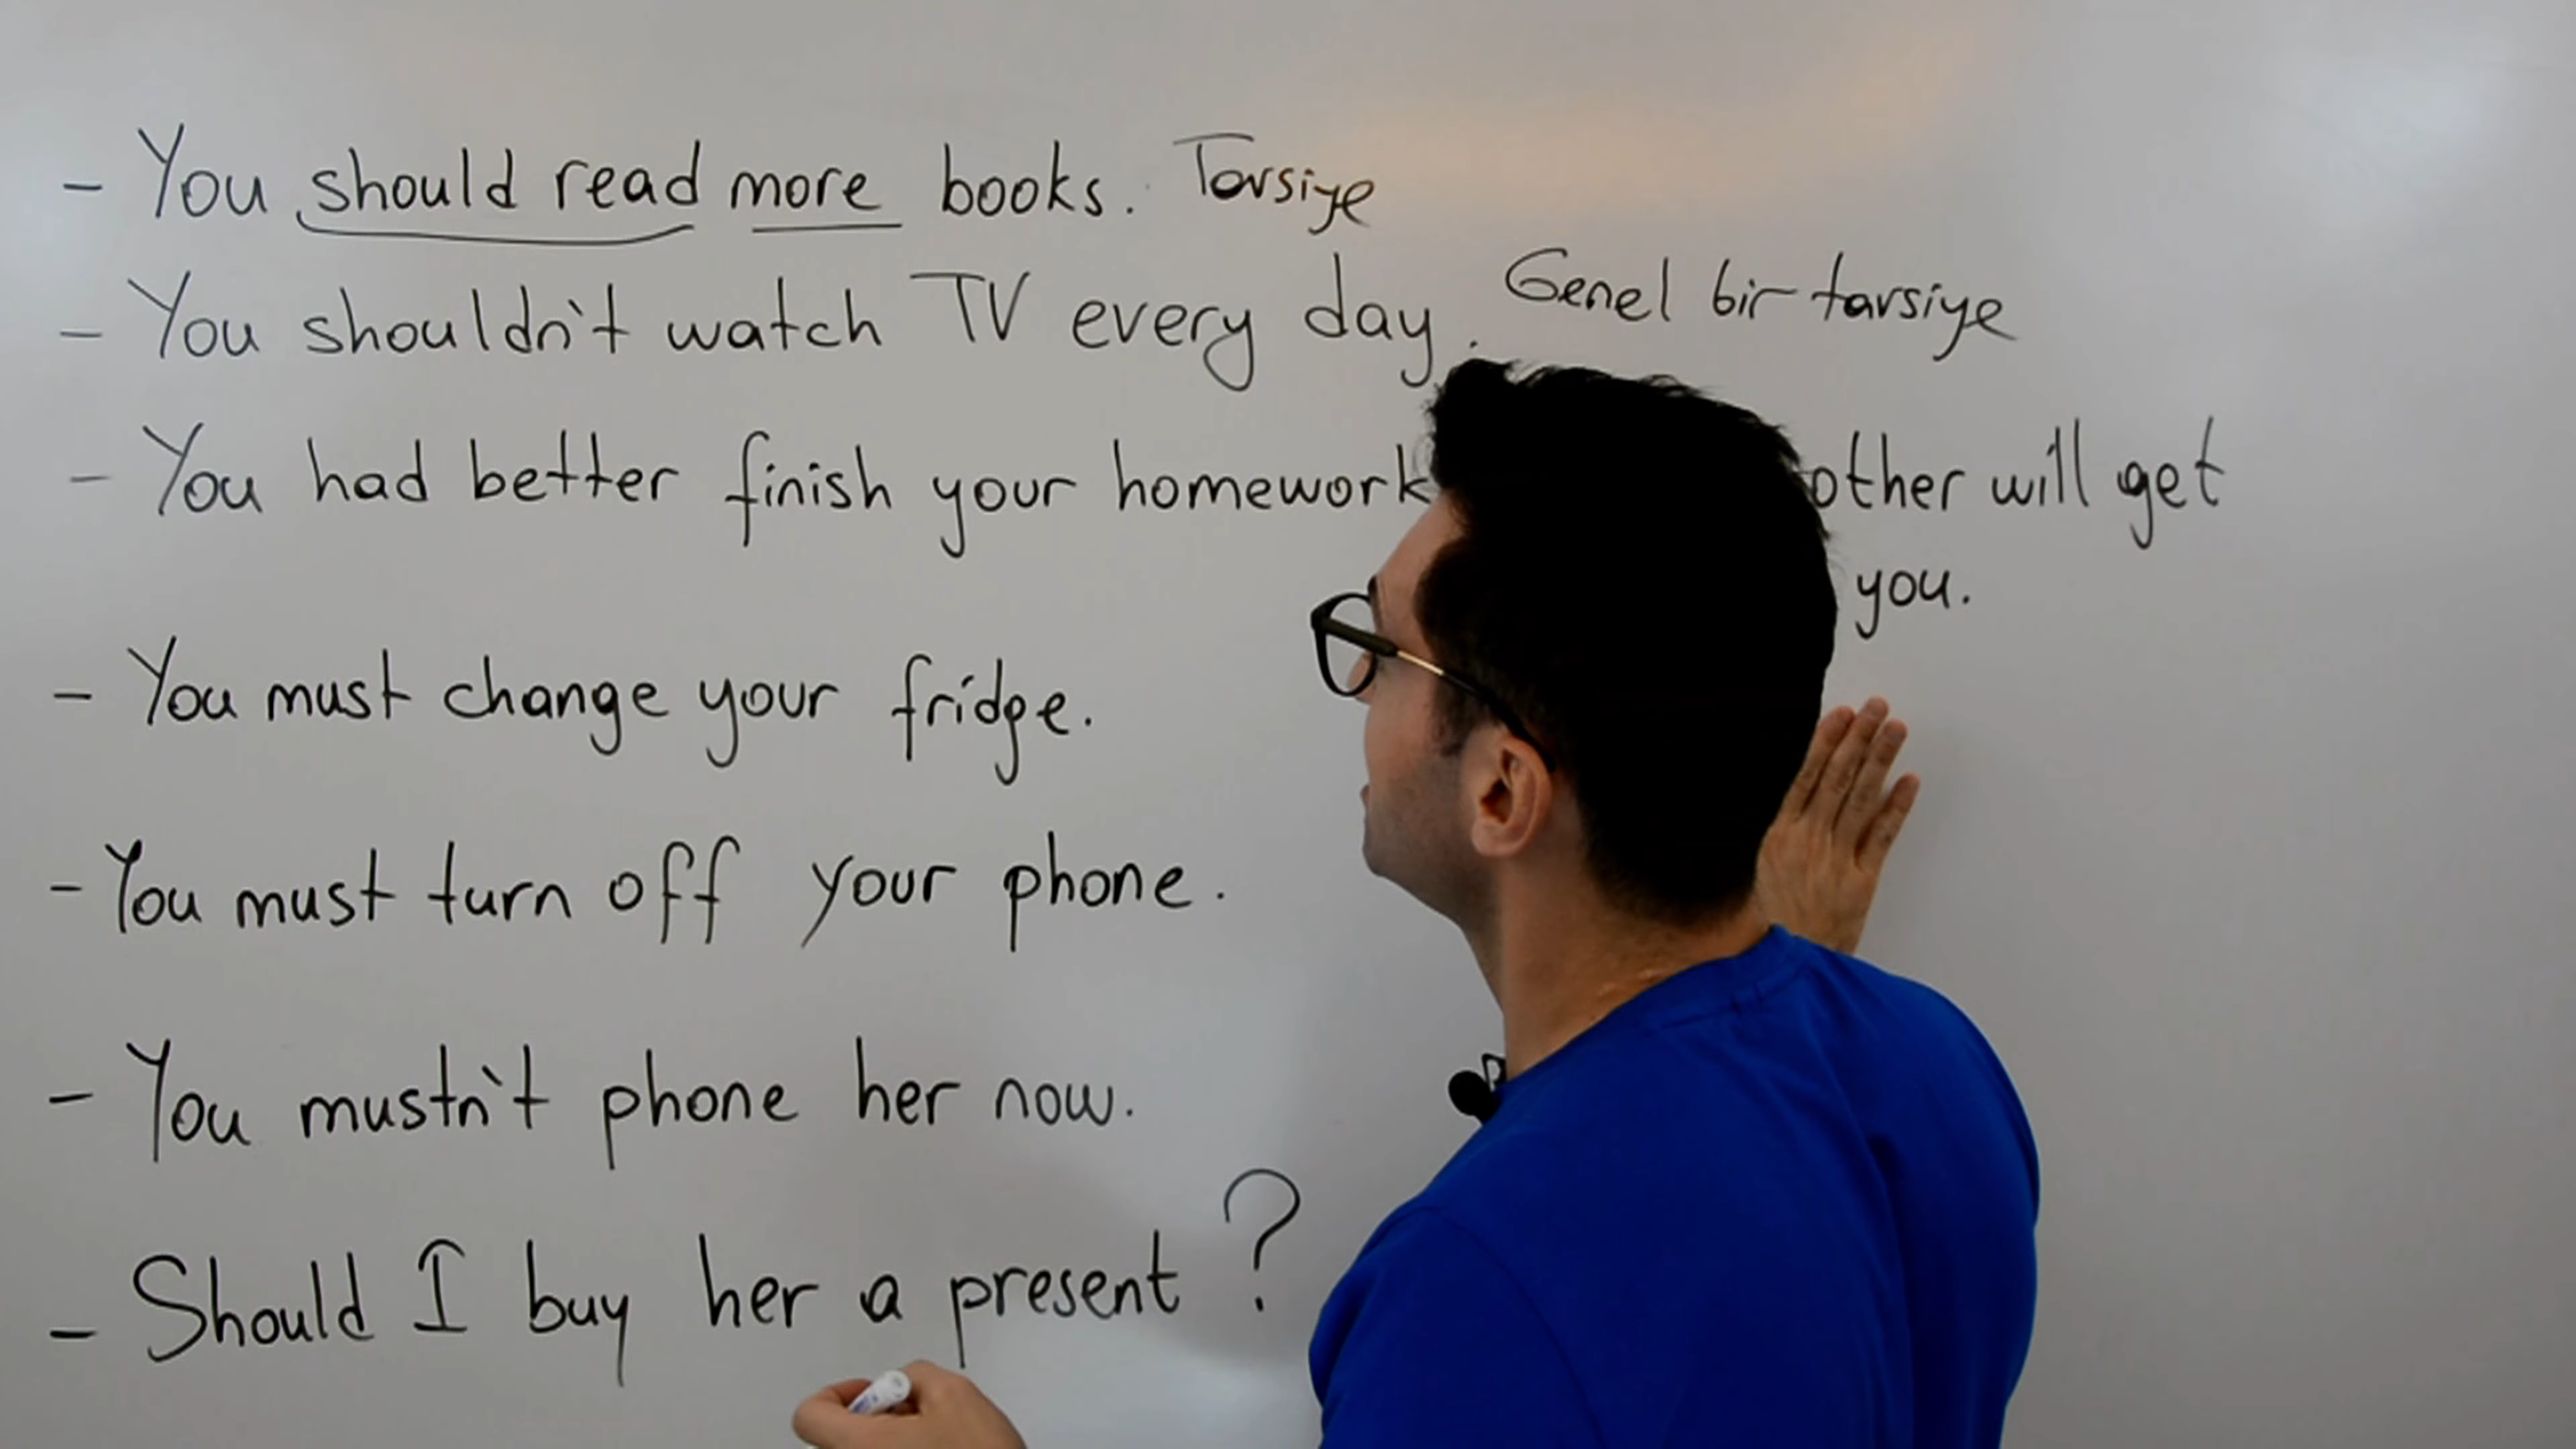 - You should read more books. Tavsiye
- You shouldn't watch TV every day. Genel bir tavsiye
- You had better finish your homework will get
you.
- You must change your fridge.
- You must turn off your phone.
- You mustn't phone her now.
- Should I buy her a present ?